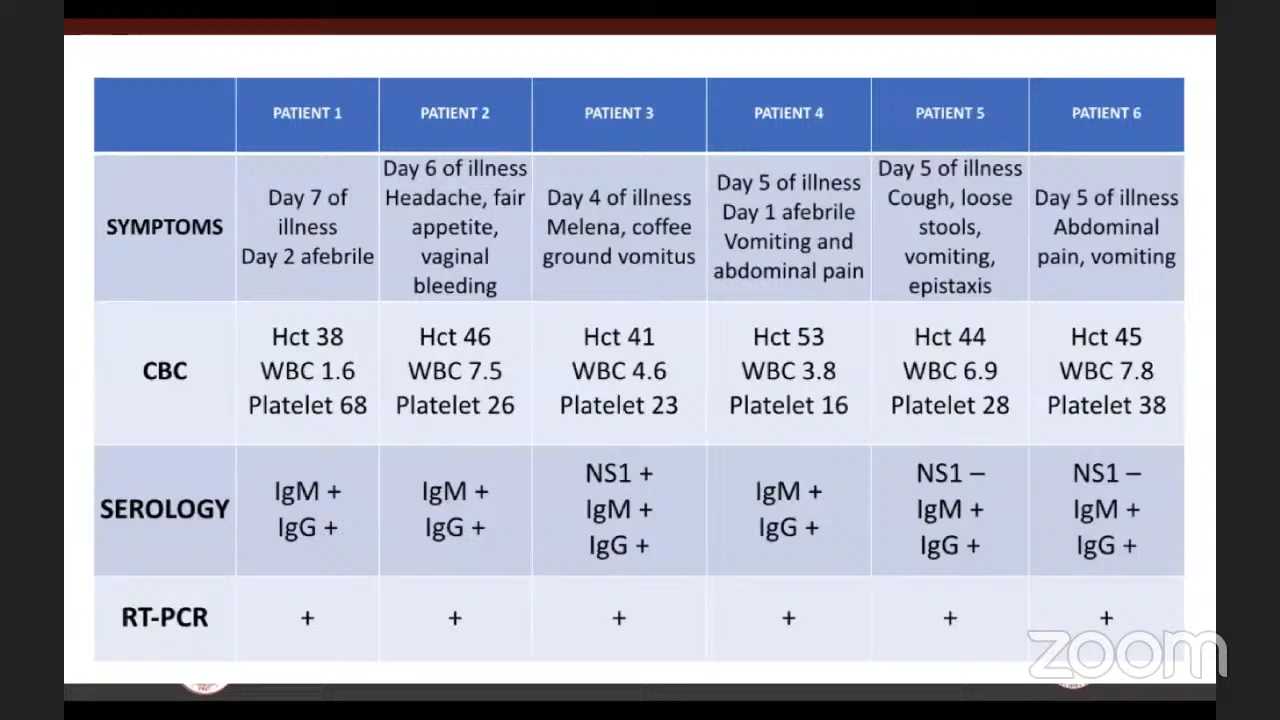 PATIENT 1 PATIENT 2 PATIENT 3 PATIENT 4 PATIENT 5 PATIENT 6
SYMPTOMS
Day 7 of
illness
Day 2 afebrile
Day 6 of illness
Headache, fair
appetite,
vaginal
bleeding
Day 4 of illness
Melena, coffee
ground vomitus
Day 5 of illness
Day 1 afebrile
Vomiting and
abdominal pain
Day 5 of illness
Cough, loose
stools,
vomiting,
epistaxis
Day 5 of illness
Abdominal
pain, vomiting
CBC
Hct 38
WBC 1.6
Platelet 68
Hct 46
WBC 7.5
Platelet 26
Hct 41
WBC 4.6
Platelet 23
Hct 53
WBC 3.8
Platelet 16
Hct 44
WBC 6.9
Platelet 28
Hct 45
WBC 7.8
Platelet 38
SEROLOGY
IgM +
IgG +
IgM +
IgG +
NS1 +
IgM +
IgG +
IgM +
IgG +
NS1 –
IgM +
IgG +
NS1 –
IgM +
IgG +
RT-PCR + + + + + +
zoom